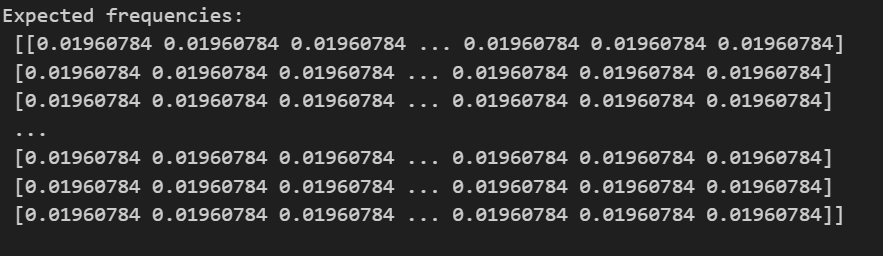 Expected frequencies:
[[0.01960784 0.01960784 0.01960784 ... 0.01960784 0.01960784 0.01960784]
[0.01960784 0.01960784 0.01960784 ... 0.01960784 0.01960784 0.01960784]
[0.01960784 0.01960784 0.01960784 ... 0.01960784 0.01960784 0.01960784]
...
[0.01960784 0.01960784 0.01960784 ... 0.01960784 0.01960784 0.01960784]
[0.01960784 0.01960784 0.01960784 ... 0.01960784 0.01960784 0.01960784]
[0.01960784 0.01960784 0.01960784 ... 0.01960784 0.01960784 0.01960784]]